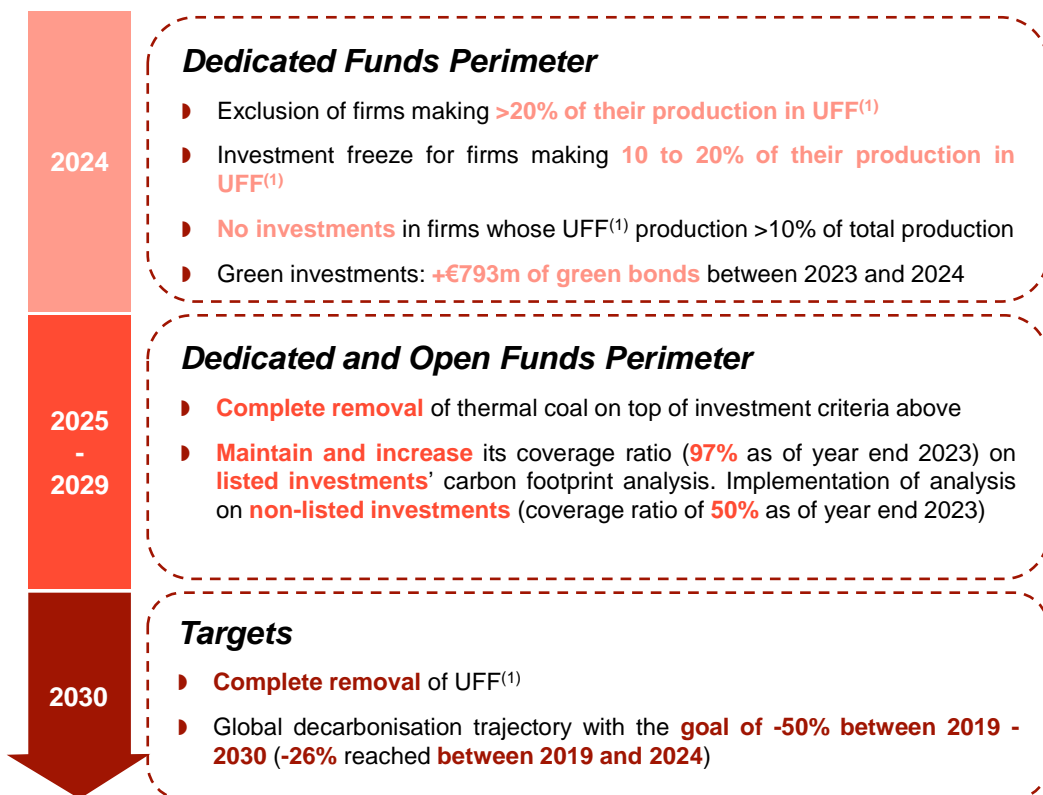 2024
Dedicated Funds Perimeter
Exclusion of firms making >20% of their production in UFF(1)
Investment freeze for firms making 10 to 20% of their production in
UFF(1)
No investments in firms whose UFF(1) production >10% of total production
Green investments: +€793m of green bonds between 2023 and 2024
2025
-
2029
Dedicated and Open Funds Perimeter
Complete removal of thermal coal on top of investment criteria above
Maintain and increase its coverage ratio (97% as of year end 2023) on
listed investments’ carbon footprint analysis. Implementation of analysis
on non-listed investments (coverage ratio of 50% as of year end 2023)
2030
Targets
Complete removal of UFF(1)
Global decarbonisation trajectory with the goal of -50% between 2019 -
2030 (-26% reached between 2019 and 2024)